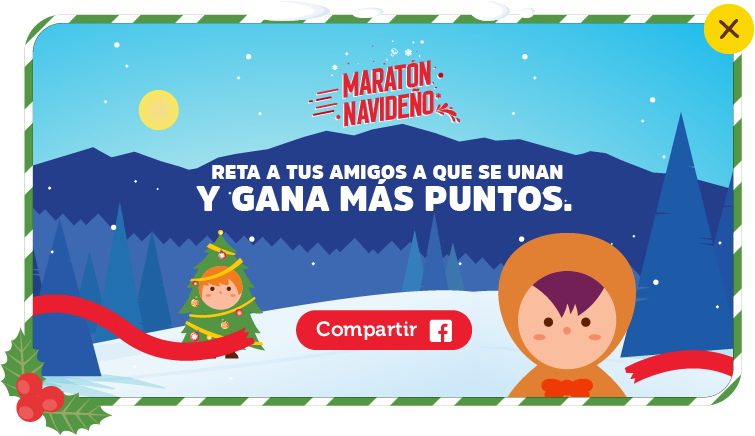 MARATÓN
NAVIDEÑO
RETA A TUS AMIGOS A QUE SE UNAN
Y GANA MÁS PUNTOS.
Compartir